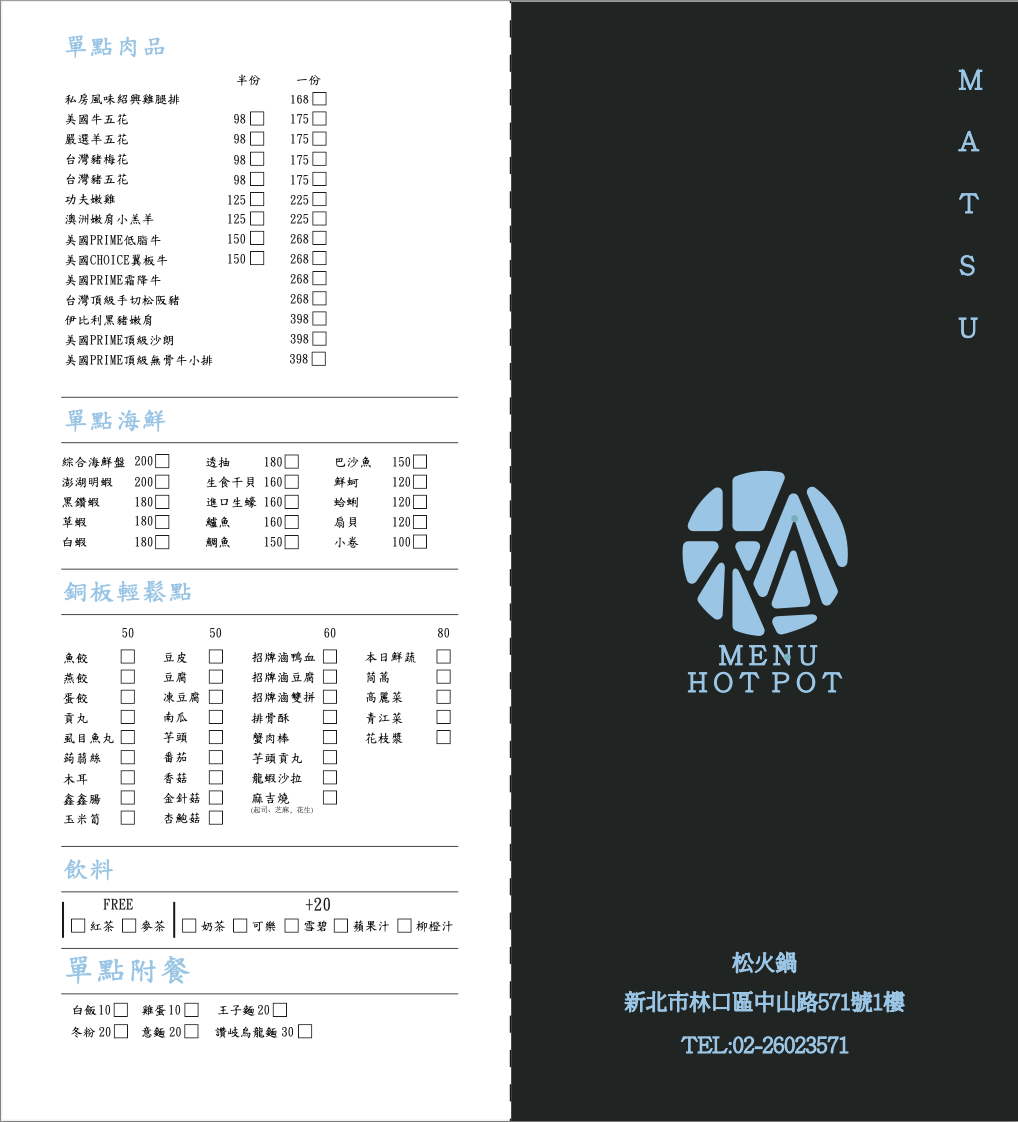 單點肉品
半份 一份
私房風味紹興雞腿排 168
美國牛五花 98 175
嚴選羊五花 98 175
台灣豬梅花 98 175
台灣豬五花 98 175
功夫嫩雞 125 225
澳洲嫩肩小羔羊 125 225
美國PRIME低脂牛 150 268
美國CHOICE翼板牛 150 268
美國PRIME霜降牛 268
台灣頂級手切松阪豬 268
伊比利黑豬嫩肩 398
美國PRIME頂級沙朗 398
美國PRIME頂級無骨牛小排 398
單點海鮮
綜合海鮮盤 200 透抽 180 巴沙魚 150
澎湖明蝦 200 生食干貝 160 鮮蚵 120
黑鑽蝦 180 進口生蠔 160 蛤蜊 120
草蝦 180 鱸魚 160 扇貝 120
白蝦 180 鯛魚 150 小卷 100
銅板輕鬆點
50 50 60 80
魚餃 豆皮 招牌滷鴨血 本日鮮蔬
燕餃 豆腐 招牌滷豆腐 茼蒿
蛋餃 凍豆腐 招牌滷雙拼 高麗菜
貢丸 南瓜 排骨酥 青江菜
虱目魚丸 芋頭 蟹肉棒 花枝漿
蒟蒻絲 番茄 芋頭貢丸
木耳 香菇 龍蝦沙拉
鑫鑫腸 金針菇 麻吉燒
(起司、芝麻、花生)
玉米筍 杏鮑菇
飲料
FREE +20
紅茶 麥茶 奶茶 可樂 雪碧 蘋果汁 柳橙汁
單點附餐
白飯10 雞蛋10 王子麵20
冬粉20 意麵20 讚岐烏龍麵30
M
A
T
S
U
MENU
HOT POT
松火鍋
新北市林口區中山路571號1樓
TEL:02-26023571